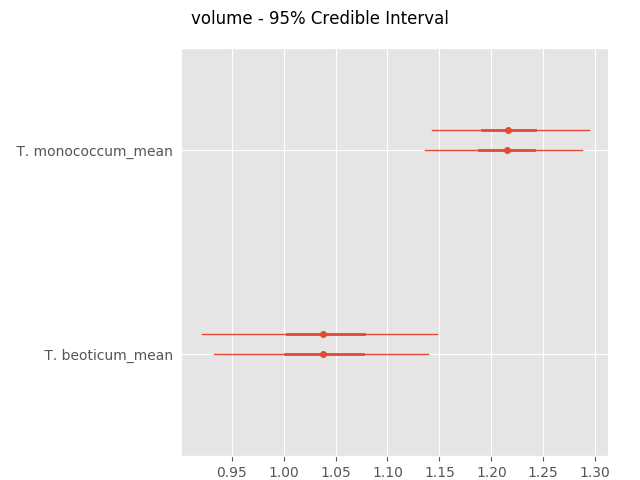 volume - 95% Credible Interval
T. monococcum_mean
T. beoticum_mean
0.95 1.00 1.05 1.10 1.15 1.20 1.25 1.30